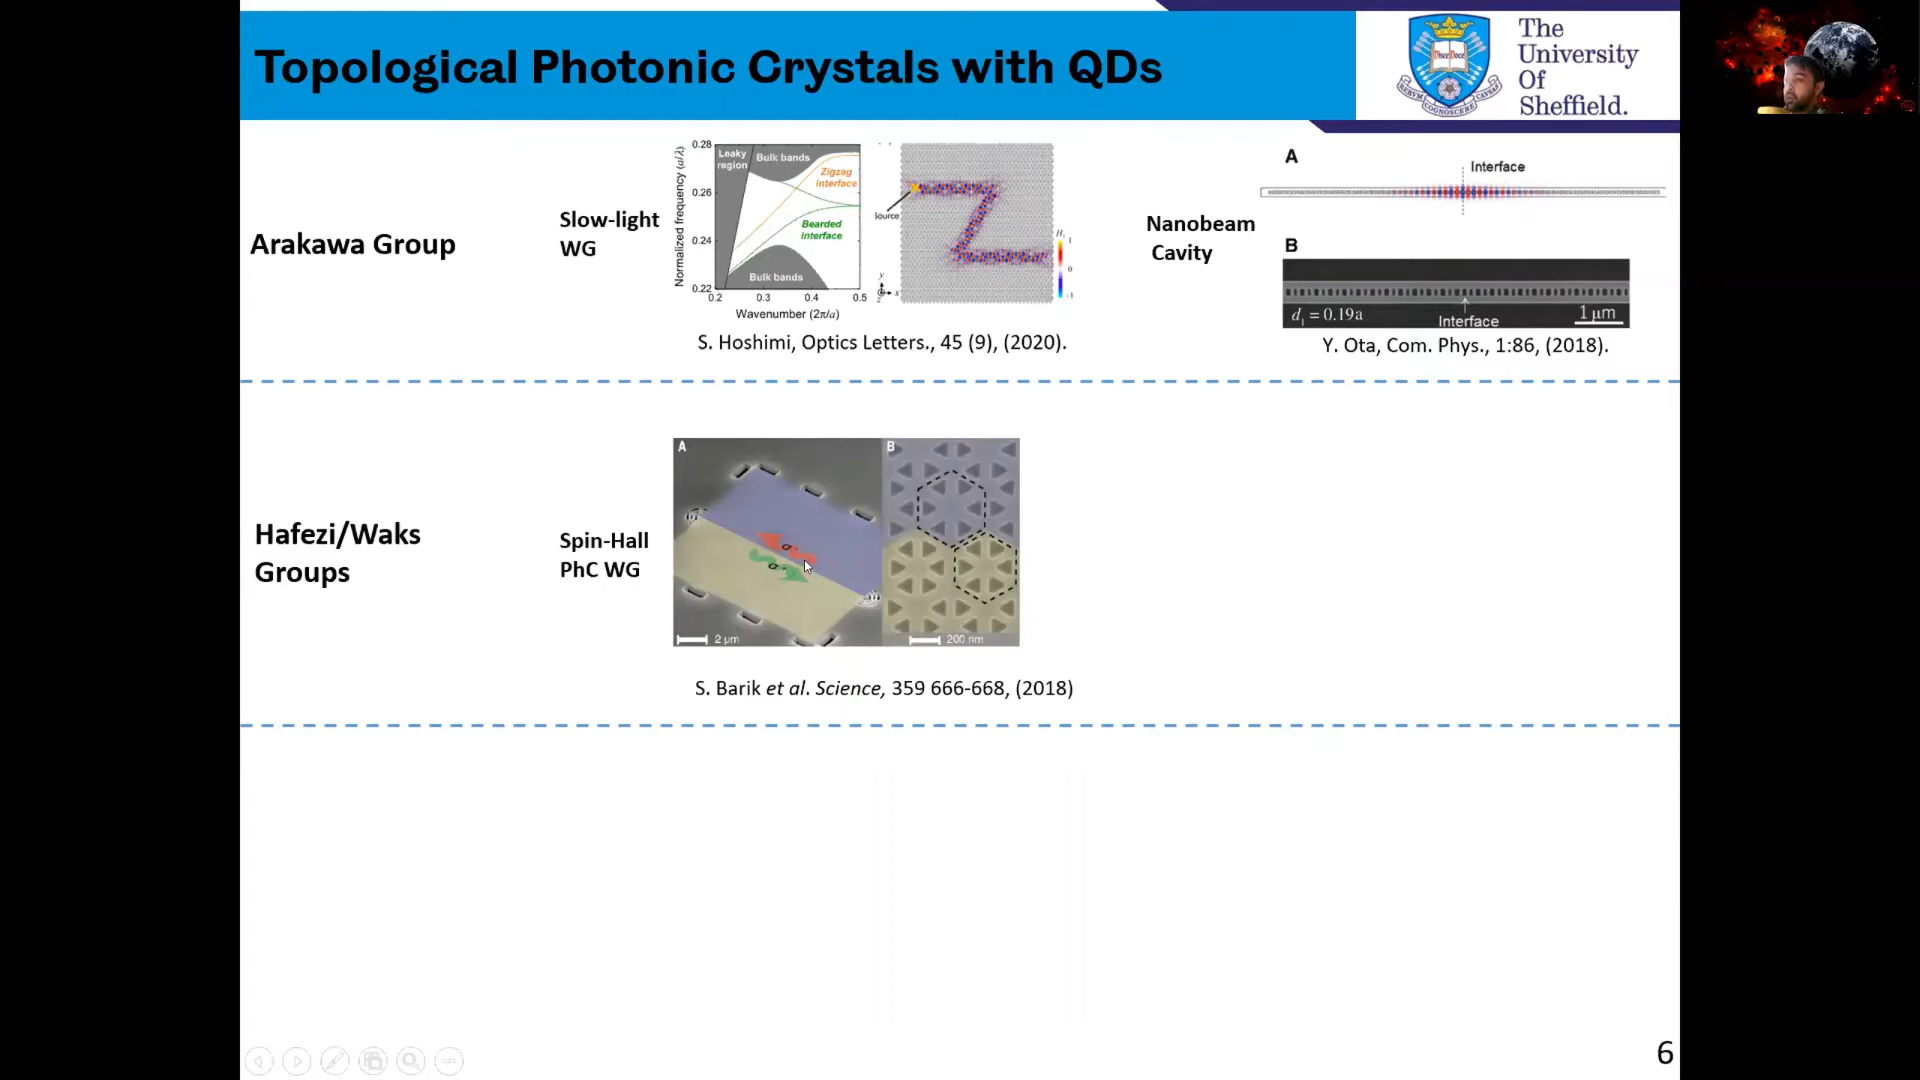 Topological Photonic Crystals with QDs
The
University
Of
Sheffield.
Arakawa Group
Slow-light
WG
0.28
0.26
0.24
0.22
Normalized frequency (a/λ)
Leaky
region
Bulk bands
Zigzag
interface
Bearded
interface
Bulk bands
0.2 0.3 0.4 0.5
Wavenumber (2π/a)
Source
y
x
z
1
0
-1
S. Hoshimi, Optics Letters., 45 (9), (2020).
Nanobeam
Cavity
A
Interface
B
d1 = 0.19a
Interface
1 μm
Y. Ota, Com. Phys., 1:86, (2018).
Hafezi/Waks
Groups
Spin-Hall
PhC WG
A
B
2 μm
200 nm
S. Barik et al. Science, 359 666-668, (2018)
6